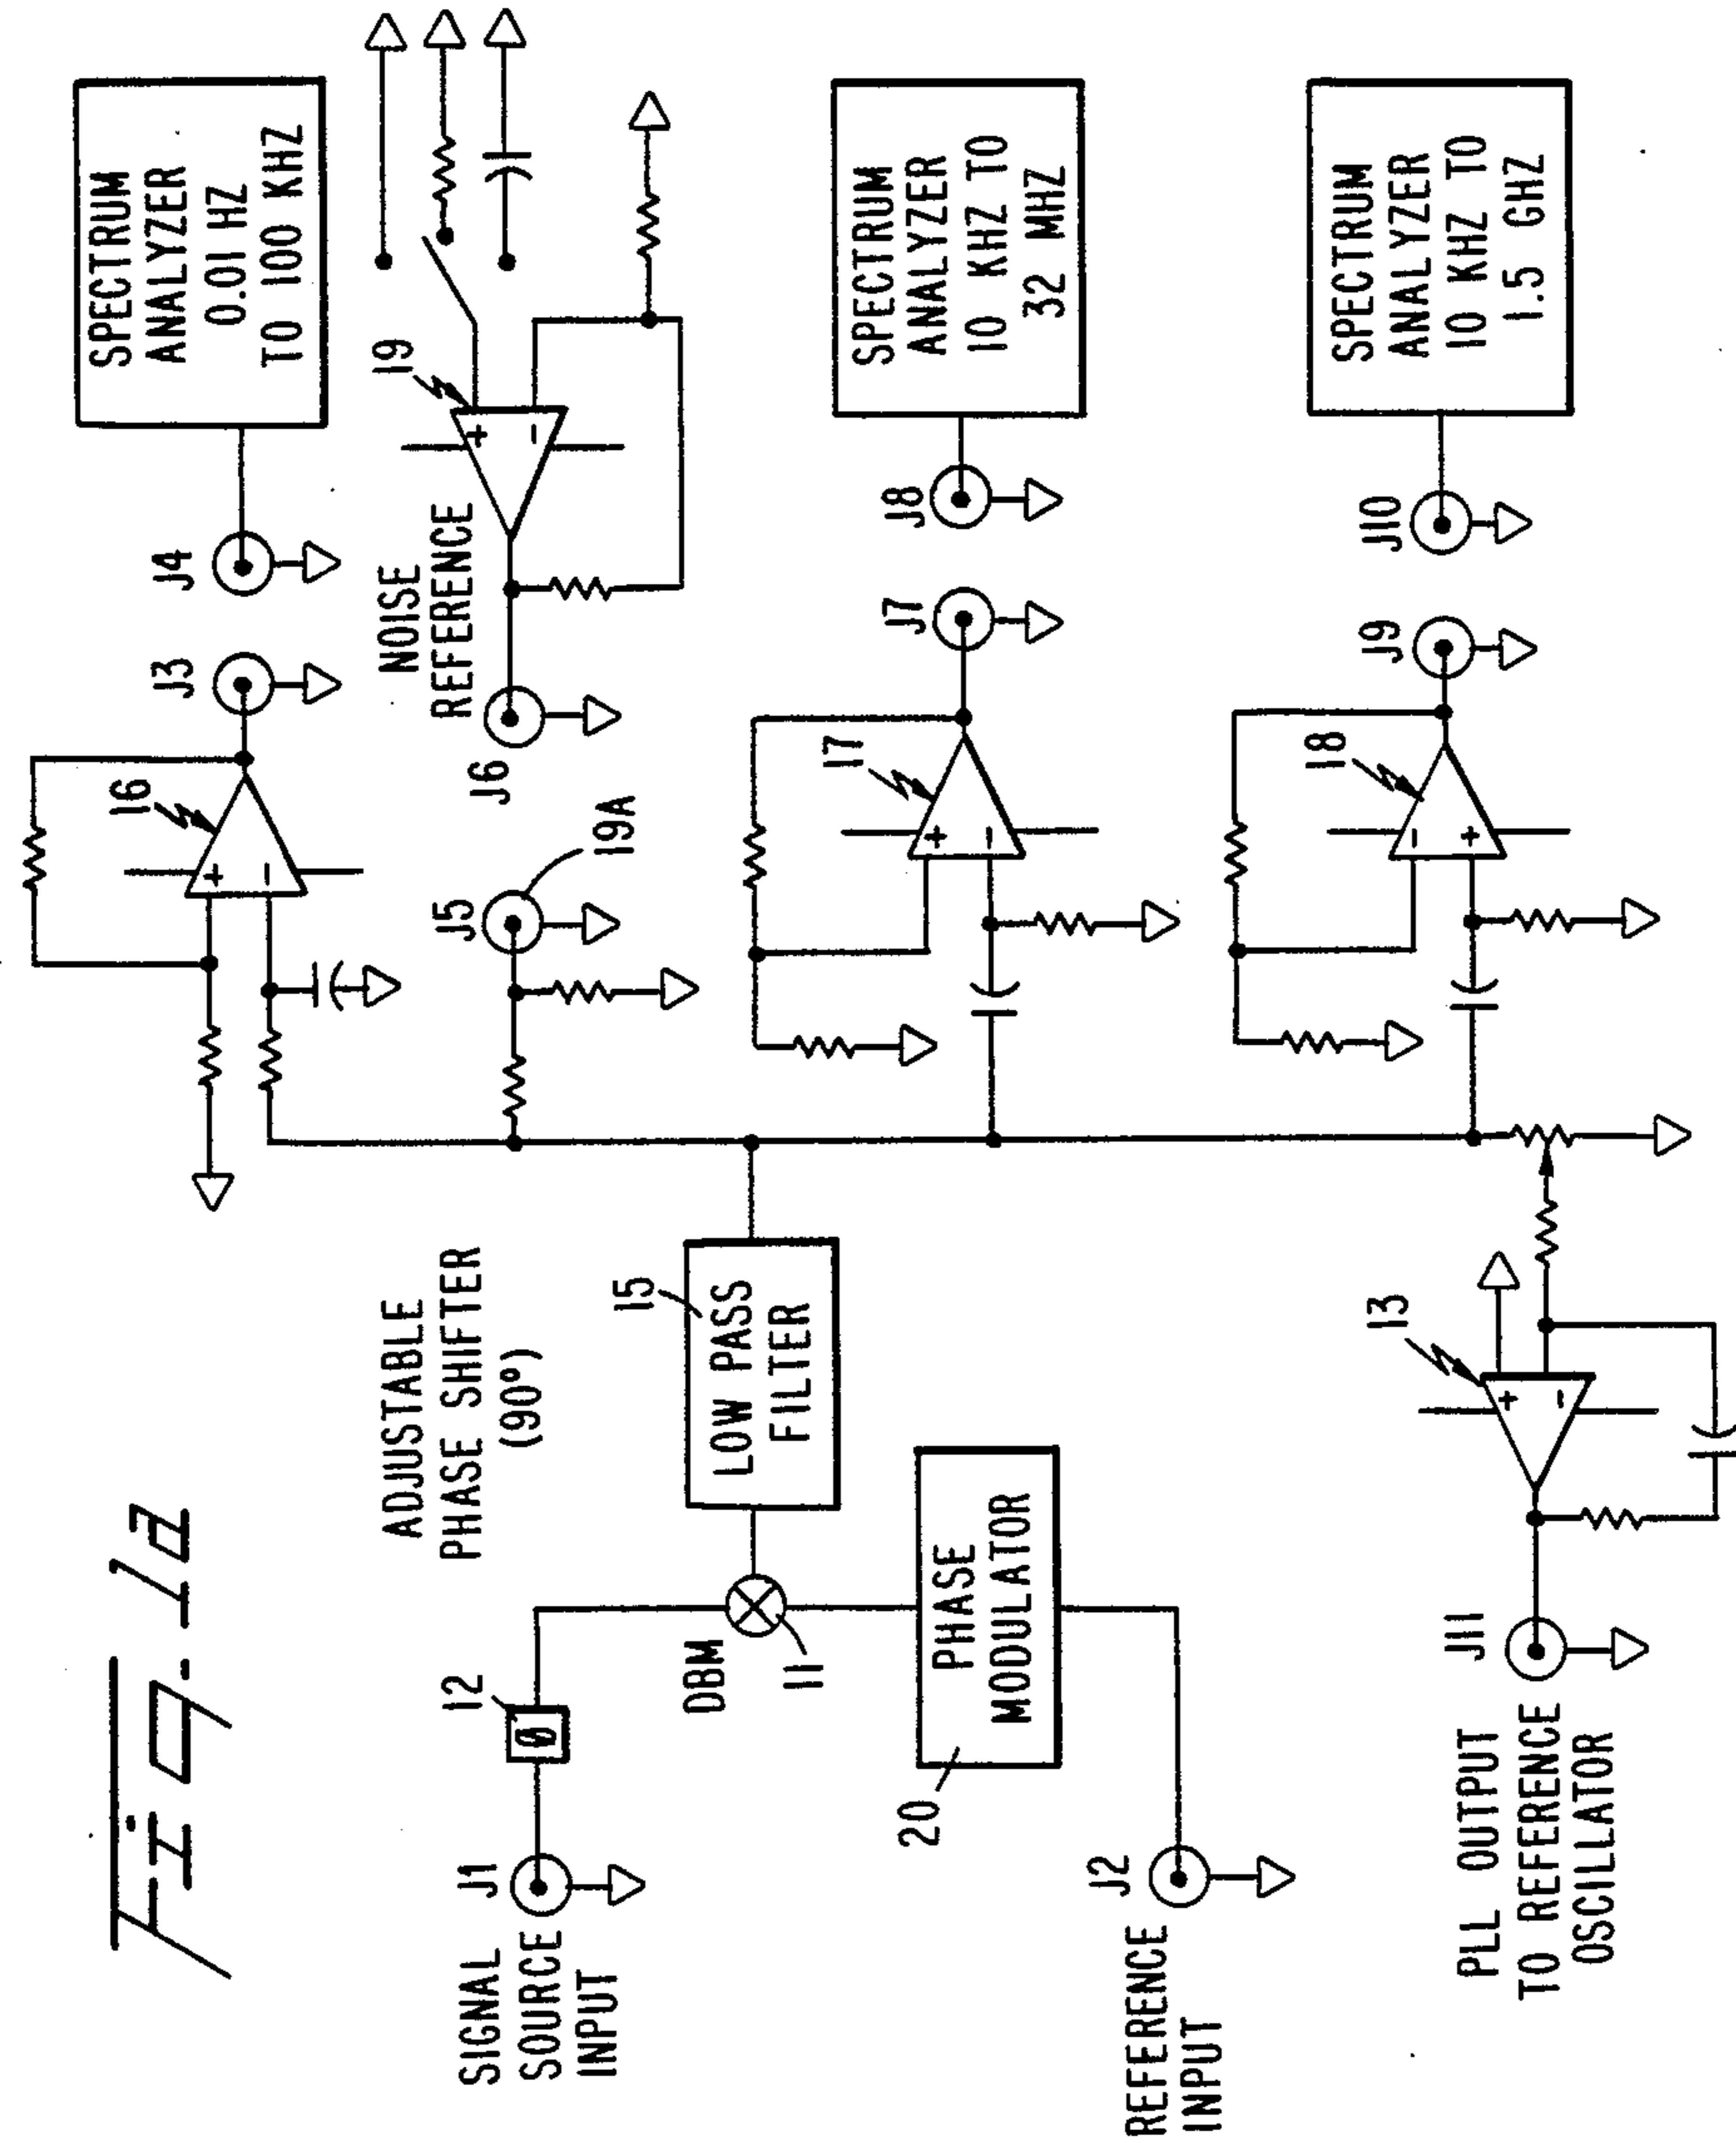 Fig. 1a
SIGNAL
SOURCE
INPUT
J1
12
Ø
ADJUSTABLE
PHASE SHIFTER
(90°)
DBM
11
15
LOW PASS
FILTER
20
PHASE
MODULATOR
REFERENCE
INPUT
J2
PLL OUTPUT
TO REFERENCE
OSCILLATOR
J11
13
+
-
16
+
-
J3
J4
SPECTRUM
ANALYZER
0.01 HZ
TO 100 KHZ
J5
19A
J6
NOISE
REFERENCE
19
+
-
17
+
-
J7
J8
SPECTRUM
ANALYZER
10 KHZ TO
32 MHZ
18
-
+
J9
J10
SPECTRUM
ANALYZER
10 KHZ TO
1.5 GHZ